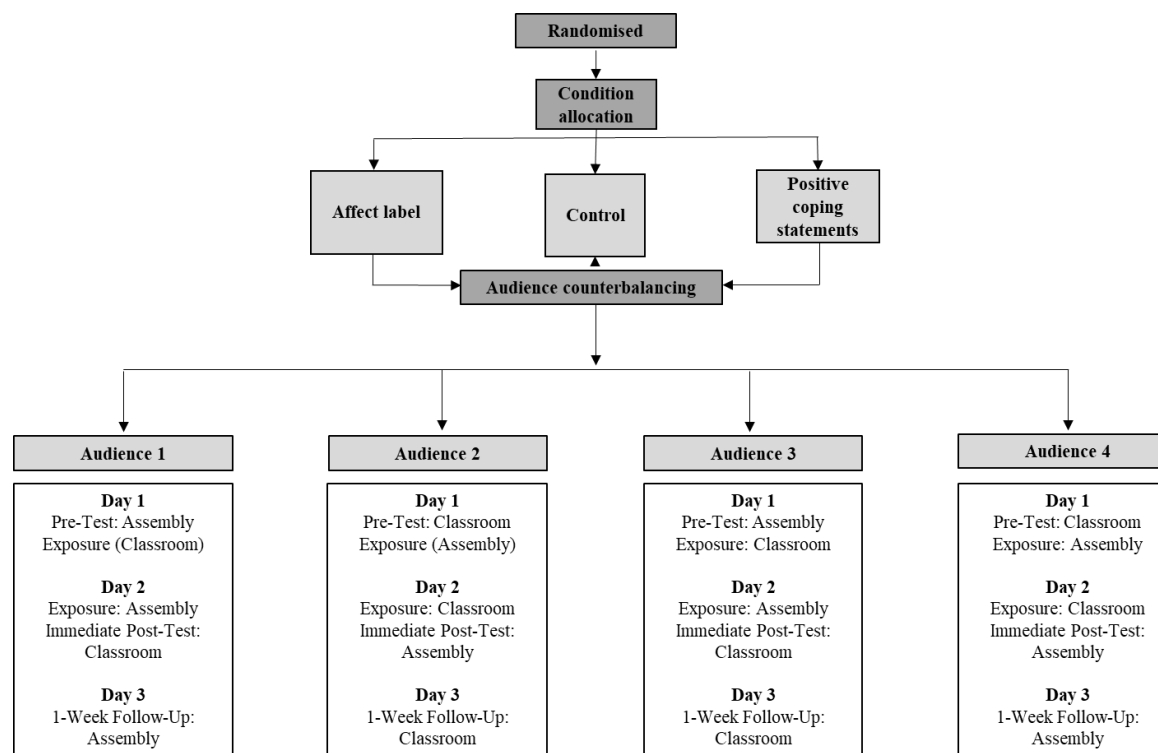 Randomised
Condition
allocation
Affect label
Control
Positive
coping
statements
Audience counterbalancing
Audience 1
Day 1
Pre-Test: Assembly
Exposure (Classroom)
Day 2
Exposure: Assembly
Immediate Post-Test:
Classroom
Day 3
1-Week Follow-Up:
Assembly
Audience 2
Day 1
Pre-Test: Classroom
Exposure (Assembly)
Day 2
Exposure: Classroom
Immediate Post-Test:
Assembly
Day 3
1-Week Follow-Up:
Classroom
Audience 3
Day 1
Pre-Test: Assembly
Exposure: Classroom
Day 2
Exposure: Assembly
Immediate Post-Test:
Classroom
Day 3
1-Week Follow-Up:
Classroom
Audience 4
Day 1
Pre-Test: Classroom
Exposure: Assembly
Day 2
Exposure: Classroom
Immediate Post-Test:
Assembly
Day 3
1-Week Follow-Up:
Assembly